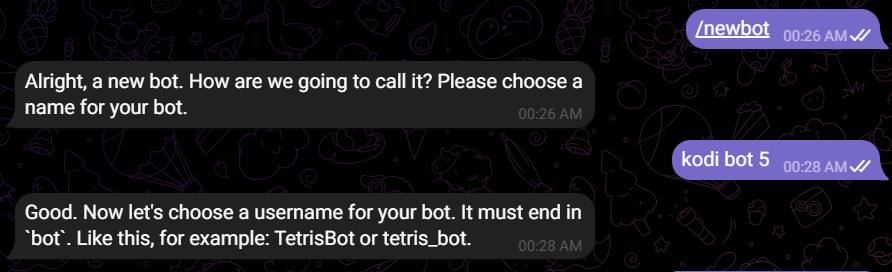 /newbot 00:26 AM
Alright, a new bot. How are we going to call it? Please choose a
name for your bot. 00:26 AM
kodi bot 5 00:28 AM
Good. Now let's choose a username for your bot. It must end in
`bot`. Like this, for example: TetrisBot or tetris_bot. 00:28 AM